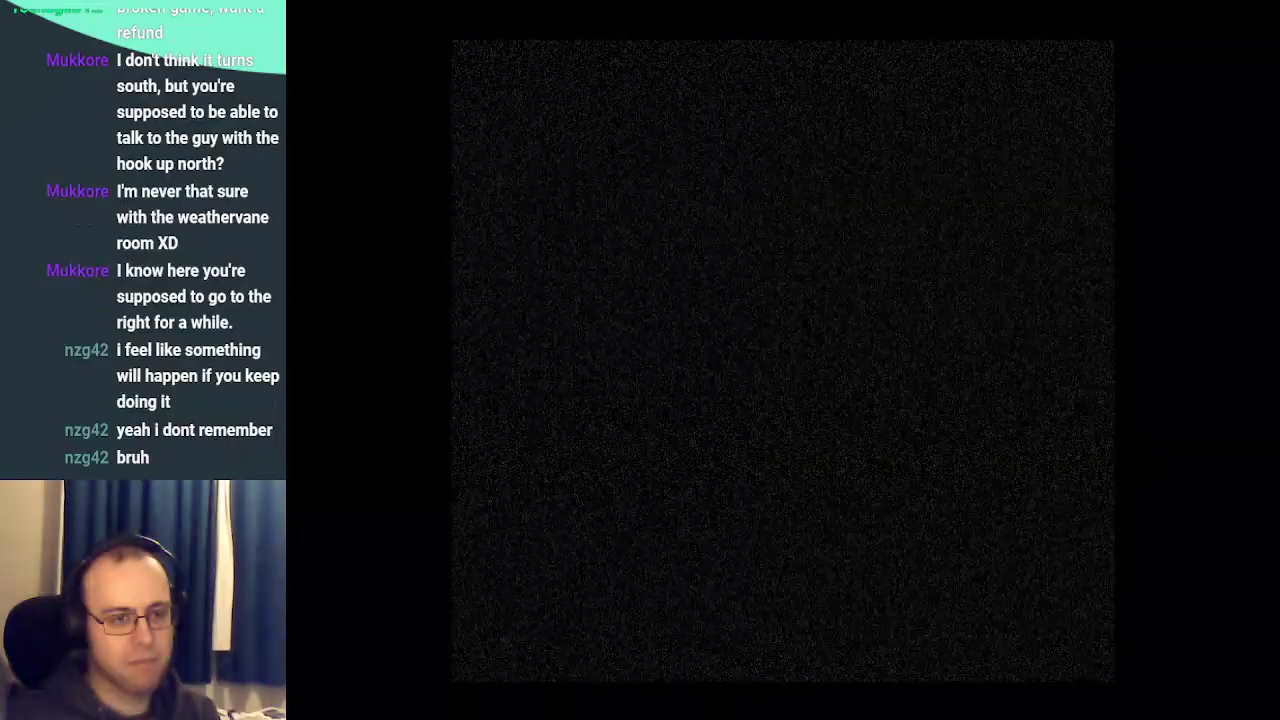 broken game, want a
refund
Mukkore I don't think it turns
south, but you're
supposed to be able to
talk to the guy with the
hook up north?
Mukkore I'm never that sure
with the weathervane
room XD
Mukkore I know here you're
supposed to go to the
right for a while.
nzg42 i feel like something
will happen if you keep
doing it
nzg42 yeah i dont remember
nzg42 bruh